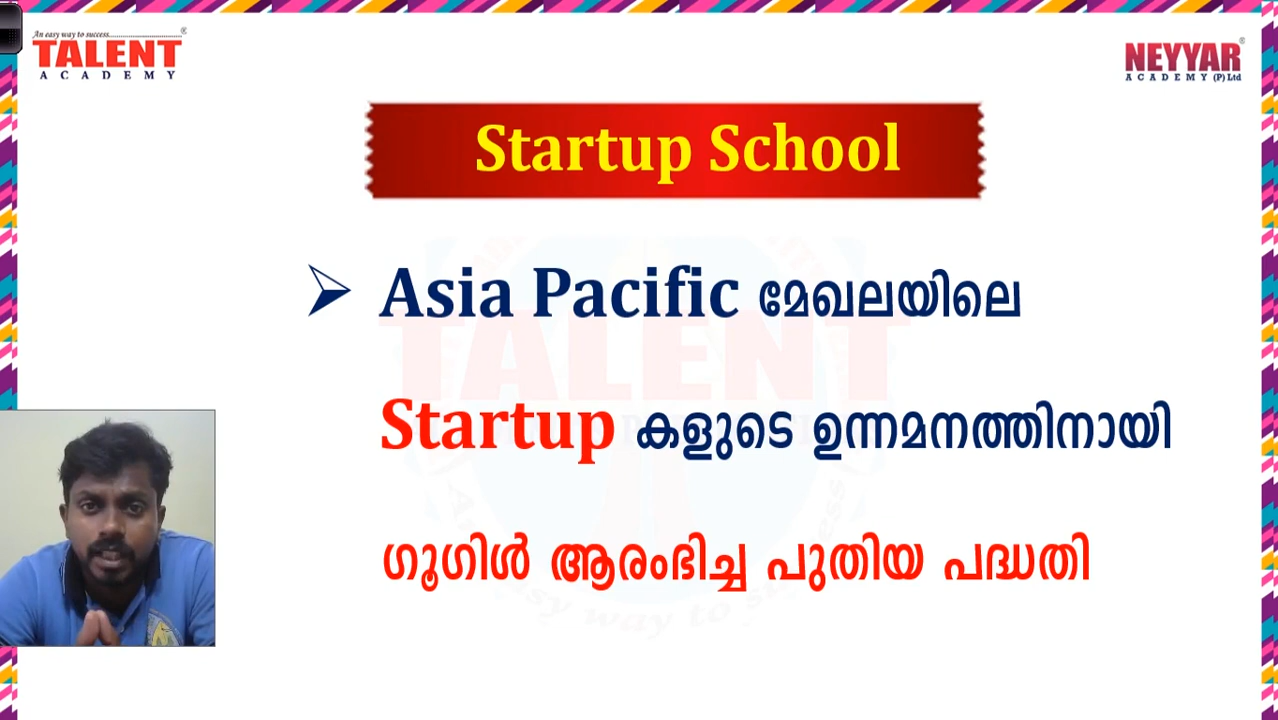 An easy way to success
TALENT
ACADEMY
NEYYAR
ACADEMY (P) Ltd
Startup School
Asia Pacific മേഖലയിലെ
Startup കളുടെ ഉന്നമനത്തിനായി
ഗൂഗിൾ ആരംഭിച്ച പുതിയ പദ്ധതി
TALENT